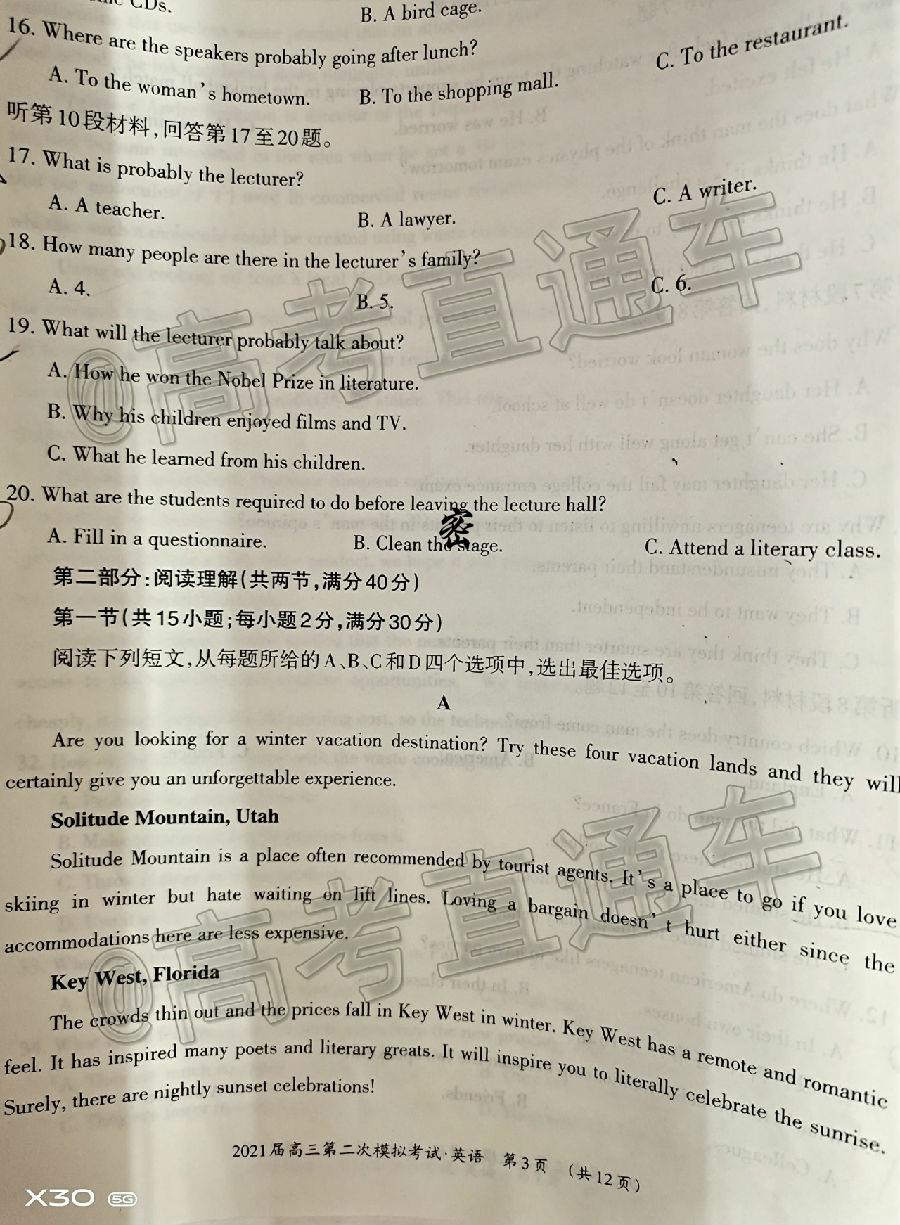 CDs.
B. A bird cage.
16. Where are the speakers probably going after lunch?
A. To the woman's hometown. B. To the shopping mall. C. To the restaurant.
听第10段材料,回答第17至20题。
17. What is probably the lecturer?
A. A teacher. B. A lawyer. C. A writer.
18. How many people are there in the lecturer's family?
A. 4. B. 5. C. 6.
19. What will the lecturer probably talk about?
A. How he won the Nobel Prize in literature.
B. Why his children enjoyed films and TV.
C. What he learned from his children.
20. What are the students required to do before leaving the lecture hall?
A. Fill in a questionnaire. B. Clean the stage. C. Attend a literary class.
密
第二部分:阅读理解(共两节,满分40分)
第一节(共15小题;每小题2分,满分30分)
阅读下列短文,从每题所给的A、B、C和D四个选项中,选出最佳选项。
A
Are you looking for a winter vacation destination? Try these four vacation lands and they will
certainly give you an unforgettable experience.
Solitude Mountain, Utah
Solitude Mountain is a place often recommended by tourist agents. It's a place to go if you love
skiing in winter but hate waiting on lift lines. Loving a bargain doesn't hurt either since the
accommodations here are less expensive.
Key West, Florida
The crowds thin out and the prices fall in Key West in winter. Key West has a remote and romantic
feel. It has inspired many poets and literary greats. It will inspire you to literally celebrate the sunrise.
Surely, there are nightly sunset celebrations!
2021届高三第二次模拟考试·英语 第3页 (共12页)
@高考直通车
@高考直通车
X30 5G